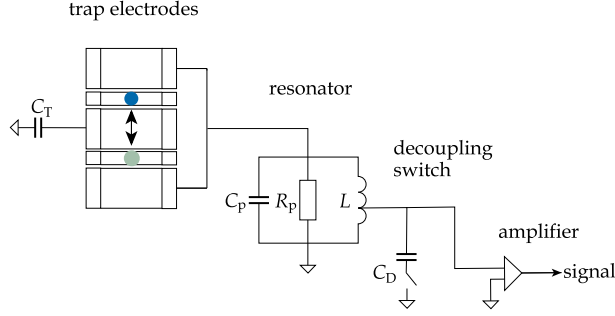 trap electrodes
C_T
resonator
decoupling
switch
C_p
R_p
L
amplifier
C_D
signal